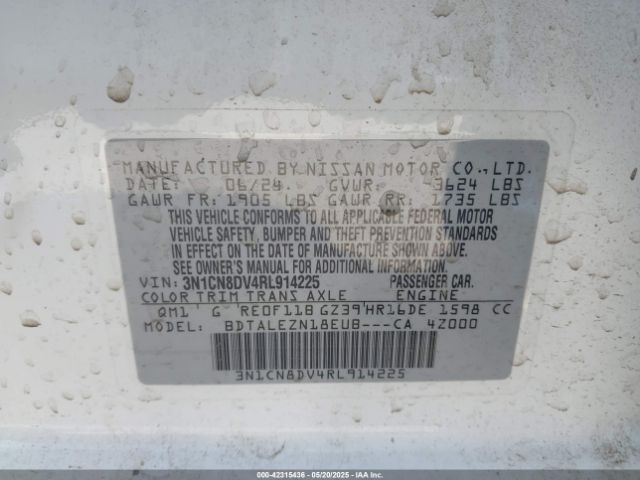 MANUFACTURED BY NISSAN MOTOR CO., LTD.
DATE: 06/24 GVWR: 3624 LBS
GAWR FR: 1905 LBS GAWR RR: 1735 LBS
THIS VEHICLE CONFORMS TO ALL APPLICABLE FEDERAL MOTOR
VEHICLE SAFETY, BUMPER AND THEFT PREVENTION STANDARDS
IN EFFECT ON THE DATE OF MANUFACTURE SHOWN ABOVE.
SEE OWNER'S MANUAL FOR ADDITIONAL INFORMATION.
VIN: 3N1CN8DV4RL914225 PASSENGER CAR.
COLOR TRIM TRANS AXLE ENGINE
QM1 G RE0F11B GZ39 HR16DE 1598 CC
MODEL: BDTALEZN18EUB---CA 4Z000
3N1CN8DV4RL914225
000 - 42315436 - 05/20/2025 - IAAI.COM